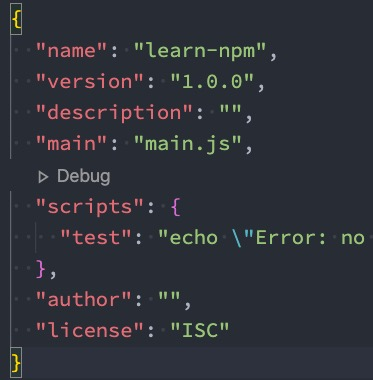 {
  "name": "learn-npm",
  "version": "1.0.0",
  "description": "",
  "main": "main.js",
Debug
  "scripts": {
    "test": "echo \"Error: no
  },
  "author": "",
  "license": "ISC"
}